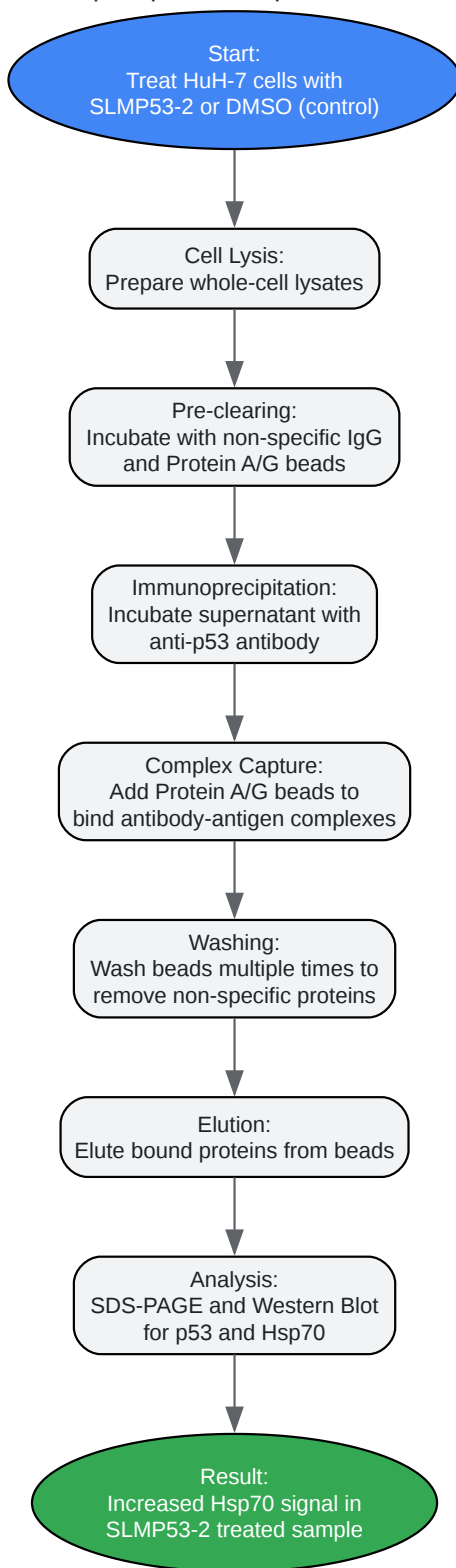 Start:
Treat HuH-7 cells with
SLMP53-2 or DMSO (control)
Cell Lysis:
Prepare whole-cell lysates
Pre-clearing:
Incubate with non-specific IgG
and Protein A/G beads
Immunoprecipitation:
Incubate supernatant with
anti-p53 antibody
Complex Capture:
Add Protein A/G beads to
bind antibody-antigen complexes
Washing:
Wash beads multiple times to
remove non-specific proteins
Elution:
Elute bound proteins from beads
Analysis:
SDS-PAGE and Western Blot
for p53 and Hsp70
Result:
Increased Hsp70 signal in
SLMP53-2 treated sample